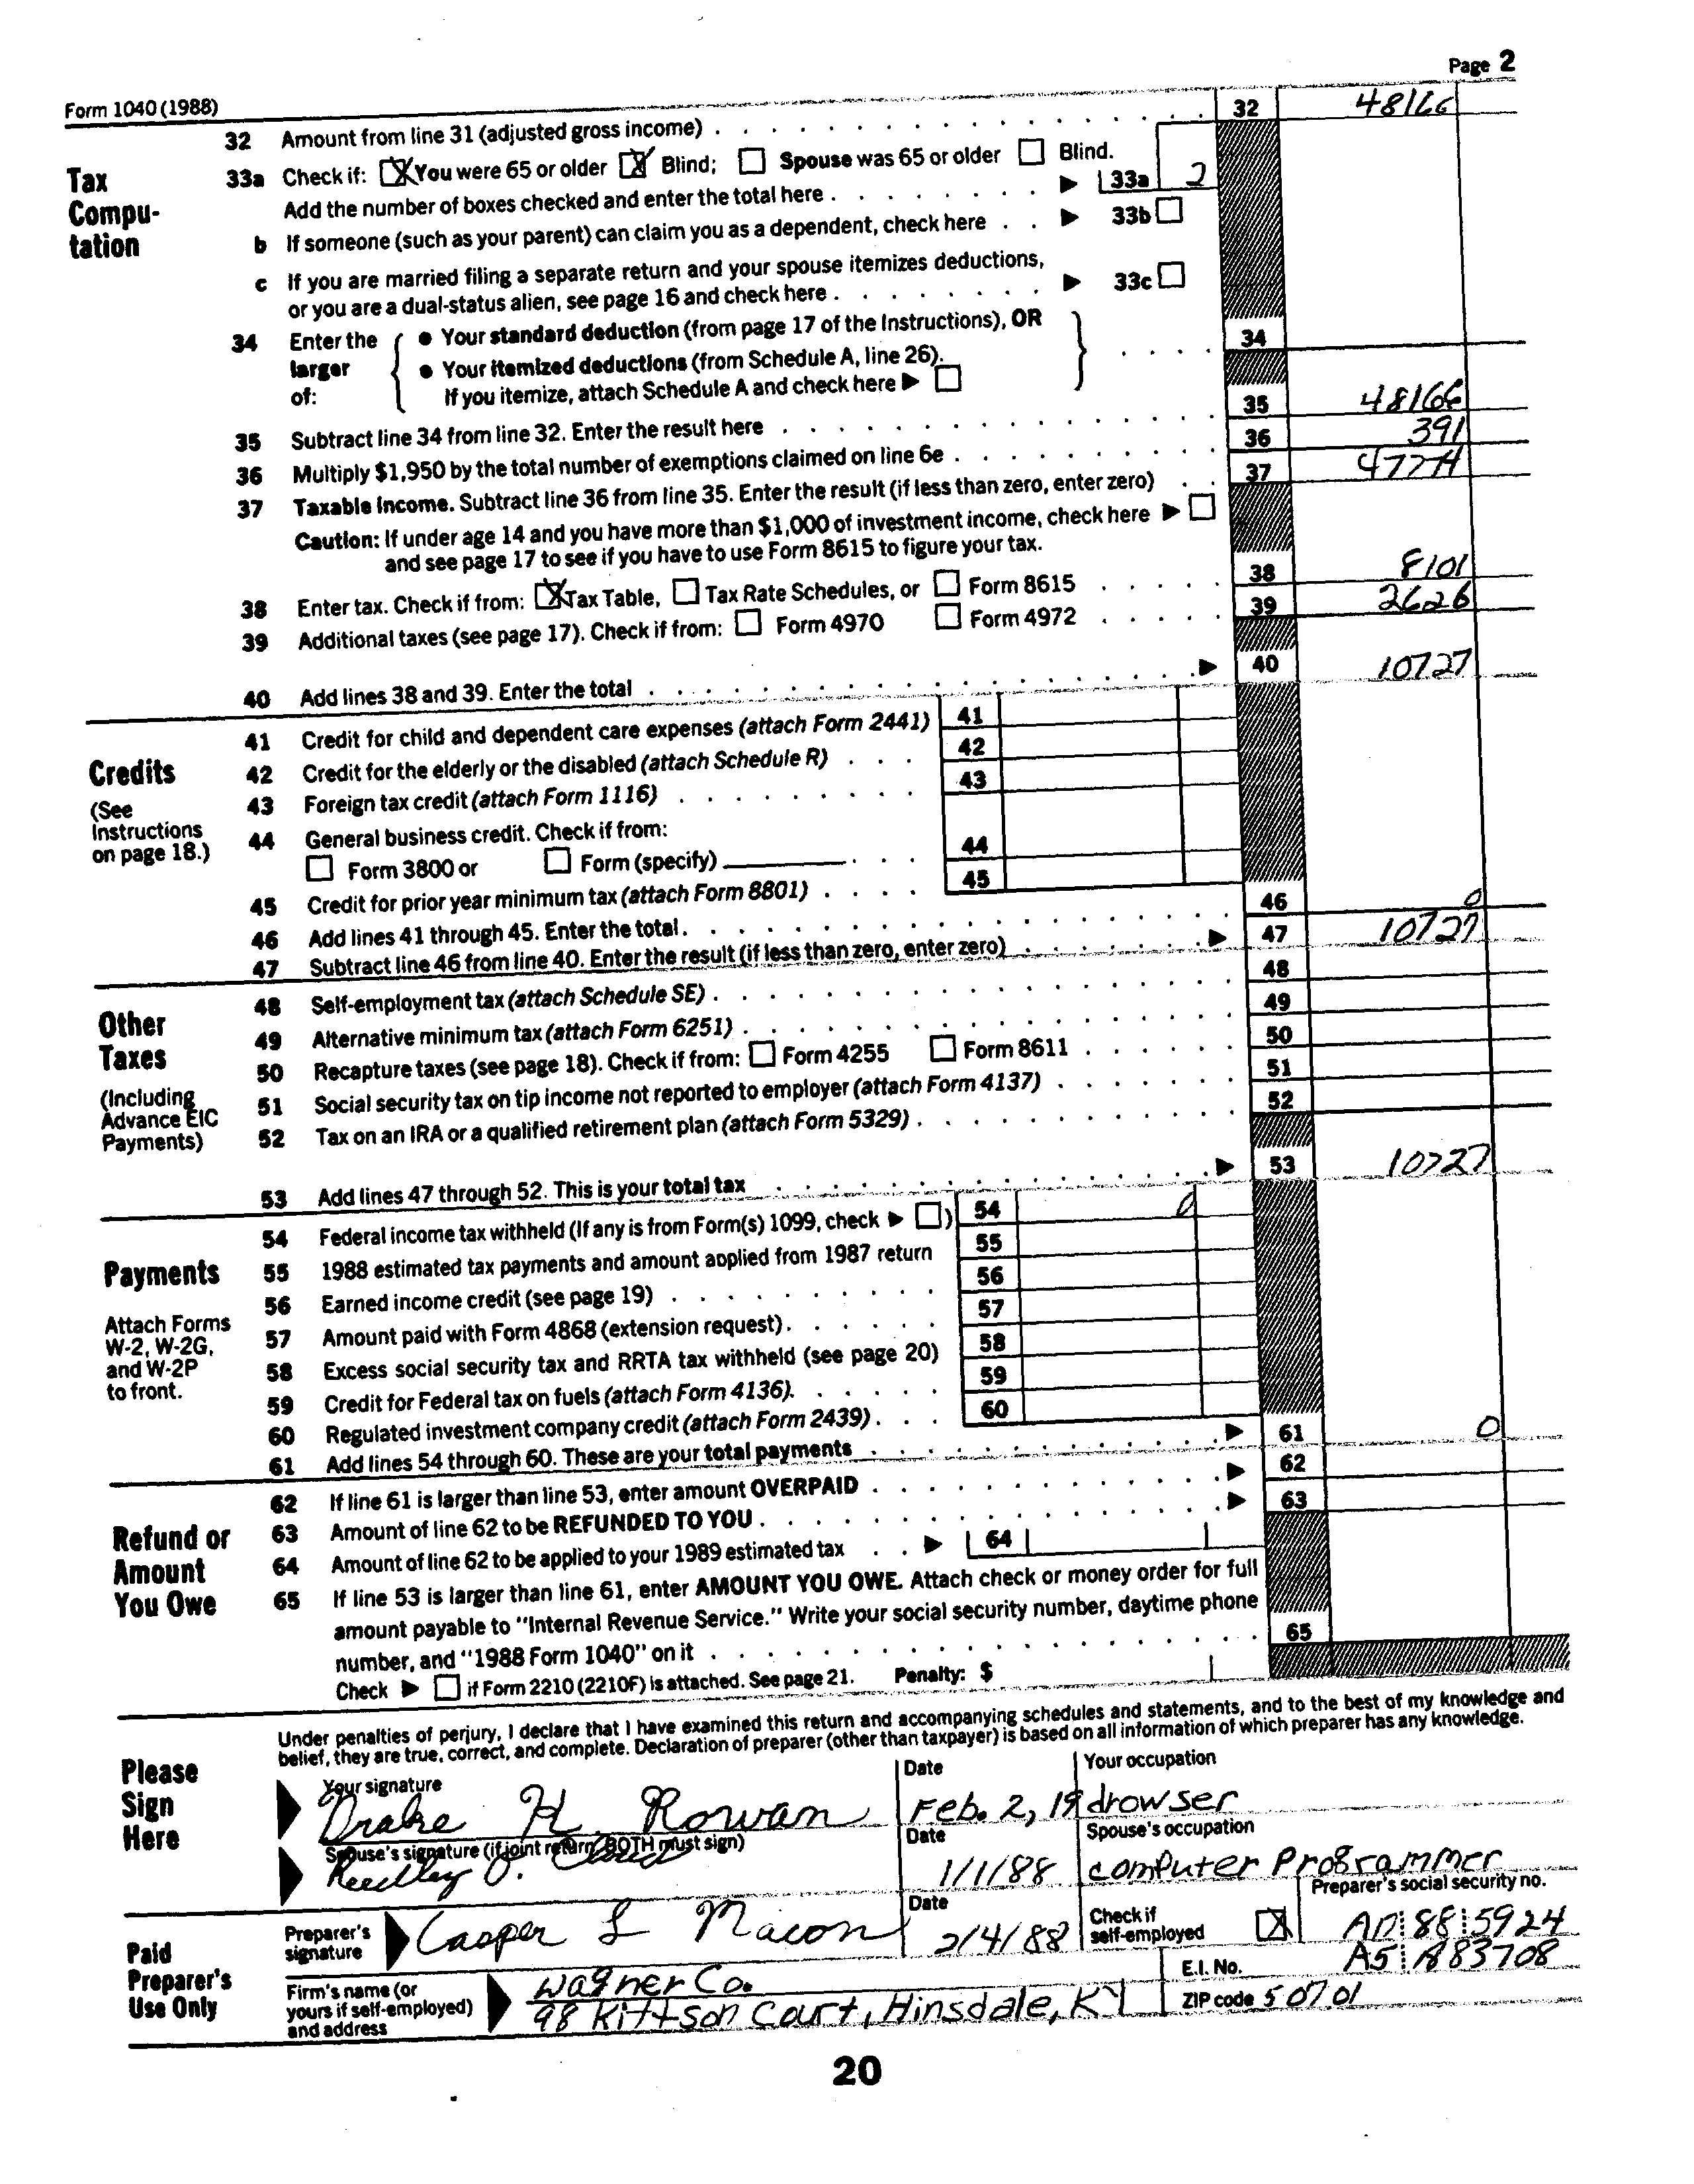 Page 2
Form 1040 (1988)
32 Amount from line 31 (adjusted gross income) 32 48166
Tax Compu-tation
33a Check if: X You were 65 or older X Blind; Spouse was 65 or older Blind.
Add the number of boxes checked and enter the total here ▶ 33a 2
b If someone (such as your parent) can claim you as a dependent, check here ▶ 33b
c If you are married filing a separate return and your spouse itemizes deductions,
or you are a dual-status alien, see page 16 and check here ▶ 33c
34 Enter the larger of: ● Your standard deduction (from page 17 of the Instructions), OR 34
● Your itemized deductions (from Schedule A, line 26).
If you itemize, attach Schedule A and check here ▶
35 Subtract line 34 from line 32. Enter the result here 35 48166
36 Multiply $1,950 by the total number of exemptions claimed on line 6e 36 391
37 Taxable income. Subtract line 36 from line 35. Enter the result (if less than zero, enter zero) 37
Caution: If under age 14 and you have more than $1,000 of investment income, check here ▶
and see page 17 to see if you have to use Form 8615 to figure your tax.
38 Enter tax. Check if from: X Tax Table, Tax Rate Schedules, or Form 8615 38 8101
39 Additional taxes (see page 17). Check if from: Form 4970 Form 4972 39 2626
40 Add lines 38 and 39. Enter the total ▶ 40 10727
Credits
(See Instructions on page 18.)
41 Credit for child and dependent care expenses (attach Form 2441) 41
42 Credit for the elderly or the disabled (attach Schedule R) 42
43 Foreign tax credit (attach Form 1116) 43
44 General business credit. Check if from:
Form 3800 or Form (specify) 44
45 Credit for prior year minimum tax (attach Form 8801) 45
46 Add lines 41 through 45. Enter the total 46 0
47 Subtract line 46 from line 40. Enter the result (if less than zero, enter zero) ▶ 47 10727
Other Taxes
(Including Advance EIC Payments)
48 Self-employment tax (attach Schedule SE) 48
49 Alternative minimum tax (attach Form 6251) 49
50 Recapture taxes (see page 18). Check if from: Form 4255 Form 8611 50
51 Social security tax on tip income not reported to employer (attach Form 4137) 51
52 Tax on an IRA or a qualified retirement plan (attach Form 5329) 52
53 Add lines 47 through 52. This is your total tax ▶ 53 10727
Payments
Attach Forms W-2, W-2G, and W-2P to front.
54 Federal income tax withheld (If any is from Form(s) 1099, check ▶ ) 54 0
55 1988 estimated tax payments and amount applied from 1987 return 55
56 Earned income credit (see page 19) 56
57 Amount paid with Form 4868 (extension request) 57
58 Excess social security tax and RRTA tax withheld (see page 20) 58
59 Credit for Federal tax on fuels (attach Form 4136) 59
60 Regulated investment company credit (attach Form 2439) 60
61 Add lines 54 through 60. These are your total payments ▶ 61 0
Refund or Amount You Owe
62 If line 61 is larger than line 53, enter amount OVERPAID ▶ 62
63 Amount of line 62 to be REFUNDED TO YOU ▶ 63
64 Amount of line 62 to be applied to your 1989 estimated tax ▶ 64
65 If line 53 is larger than line 61, enter AMOUNT YOU OWE. Attach check or money order for full
amount payable to "Internal Revenue Service." Write your social security number, daytime phone
number, and "1988 Form 1040" on it 65
Check ▶ if Form 2210 (2210F) is attached. See page 21. Penalty: $
Please Sign Here
Under penalties of perjury, I declare that I have examined this return and accompanying schedules and statements, and to the best of my knowledge and
belief, they are true, correct, and complete. Declaration of preparer (other than taxpayer) is based on all information of which preparer has any knowledge.
Your signature Date Your occupation
Drake H Rowan Feb. 2, 19 drowser
Spouse's signature (if joint return, BOTH must sign) Date Spouse's occupation
Reedley O. 1/1/88 computer Programmer
Paid Preparer's Use Only
Preparer's signature Date Check if self-employed X Preparer's social security no.
Casper L Macon 2/4/88 88 5924
Firm's name (or yours if self-employed) and address
Wagner Co. E.I. No. A5 A83708
98 Kittson Court, Hinsdale, KY ZIP code 50701
20